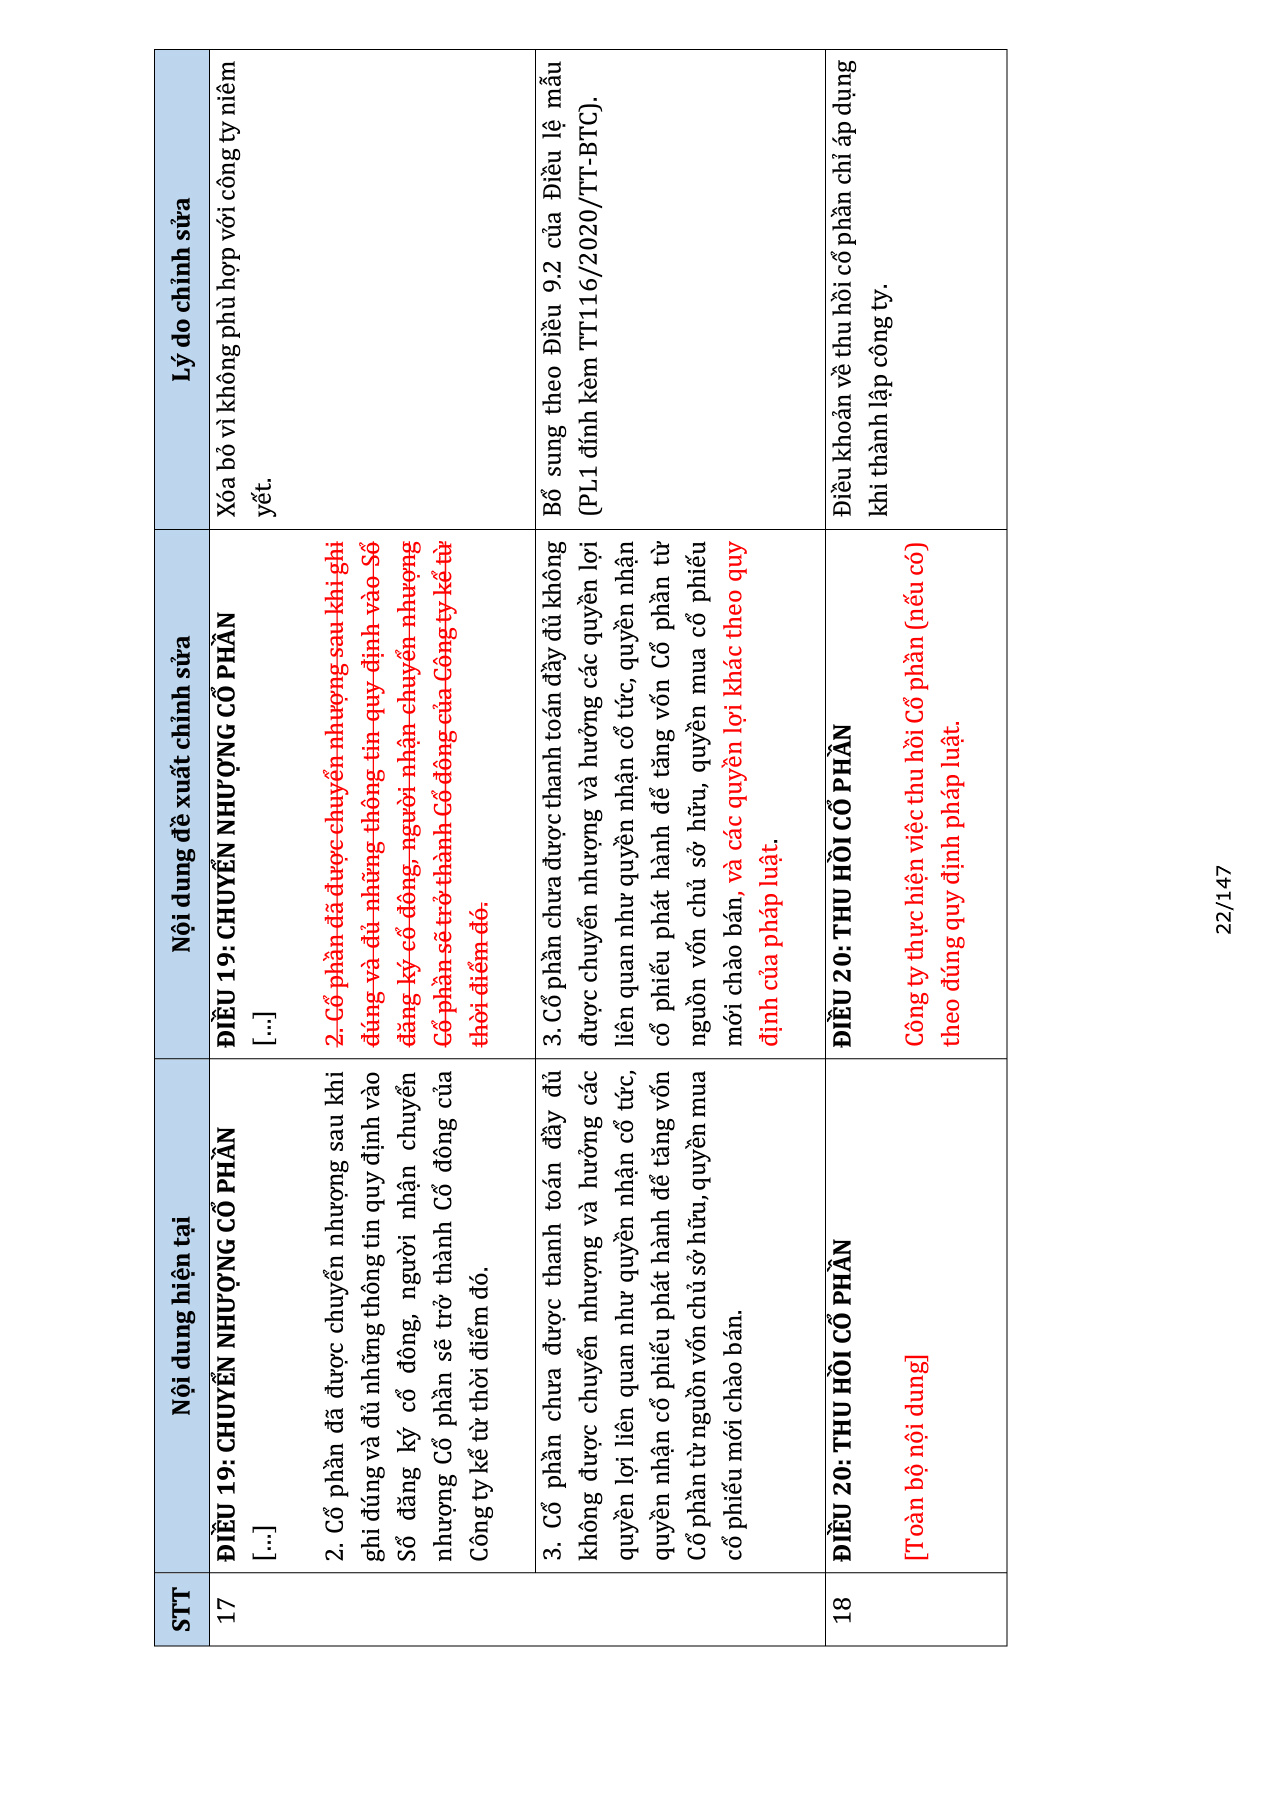 STT
Nội dung hiện tại
Nội dung đề xuất chỉnh sửa
Lý do chỉnh sửa
17
ĐIỀU 19: CHUYỂN NHƯỢNG CỔ PHẦN
[...]
2. Cổ phần đã được chuyển nhượng sau khi
ghi đúng và đủ những thông tin quy định vào
Sổ đăng ký cổ đông, người nhận chuyển
nhượng Cổ phần sẽ trở thành Cổ đông của
Công ty kể từ thời điểm đó.
ĐIỀU 19: CHUYỂN NHƯỢNG CỔ PHẦN
[...]
2. Cổ phần đã được chuyển nhượng sau khi ghi
đúng và đủ những thông tin quy định vào Sổ
đăng ký cổ đông, người nhận chuyển nhượng
Cổ phần sẽ trở thành Cổ đông của Công ty kể từ
thời điểm đó.
Xóa bỏ vì không phù hợp với công ty niêm
yết.
3. Cổ phần chưa được thanh toán đầy đủ
không được chuyển nhượng và hưởng các
quyền lợi liên quan như quyền nhận cổ tức,
quyền nhận cổ phiếu phát hành để tăng vốn
Cổ phần từ nguồn vốn chủ sở hữu, quyền mua
cổ phiếu mới chào bán.
3. Cổ phần chưa được thanh toán đầy đủ không
được chuyển nhượng và hưởng các quyền lợi
liên quan như quyền nhận cổ tức, quyền nhận
cổ phiếu phát hành để tăng vốn Cổ phần từ
nguồn vốn chủ sở hữu, quyền mua cổ phiếu
mới chào bán, và các quyền lợi khác theo quy
định của pháp luật.
Bổ sung theo Điều 9.2 của Điều lệ mẫu
(PL1 đính kèm TT116/2020/TT-BTC).
18
ĐIỀU 20: THU HỒI CỔ PHẦN
[Toàn bộ nội dung]
ĐIỀU 20: THU HỒI CỔ PHẦN
Công ty thực hiện việc thu hồi Cổ phần (nếu có)
theo đúng quy định pháp luật.
Điều khoản về thu hồi cổ phần chỉ áp dụng
khi thành lập công ty.
22/147